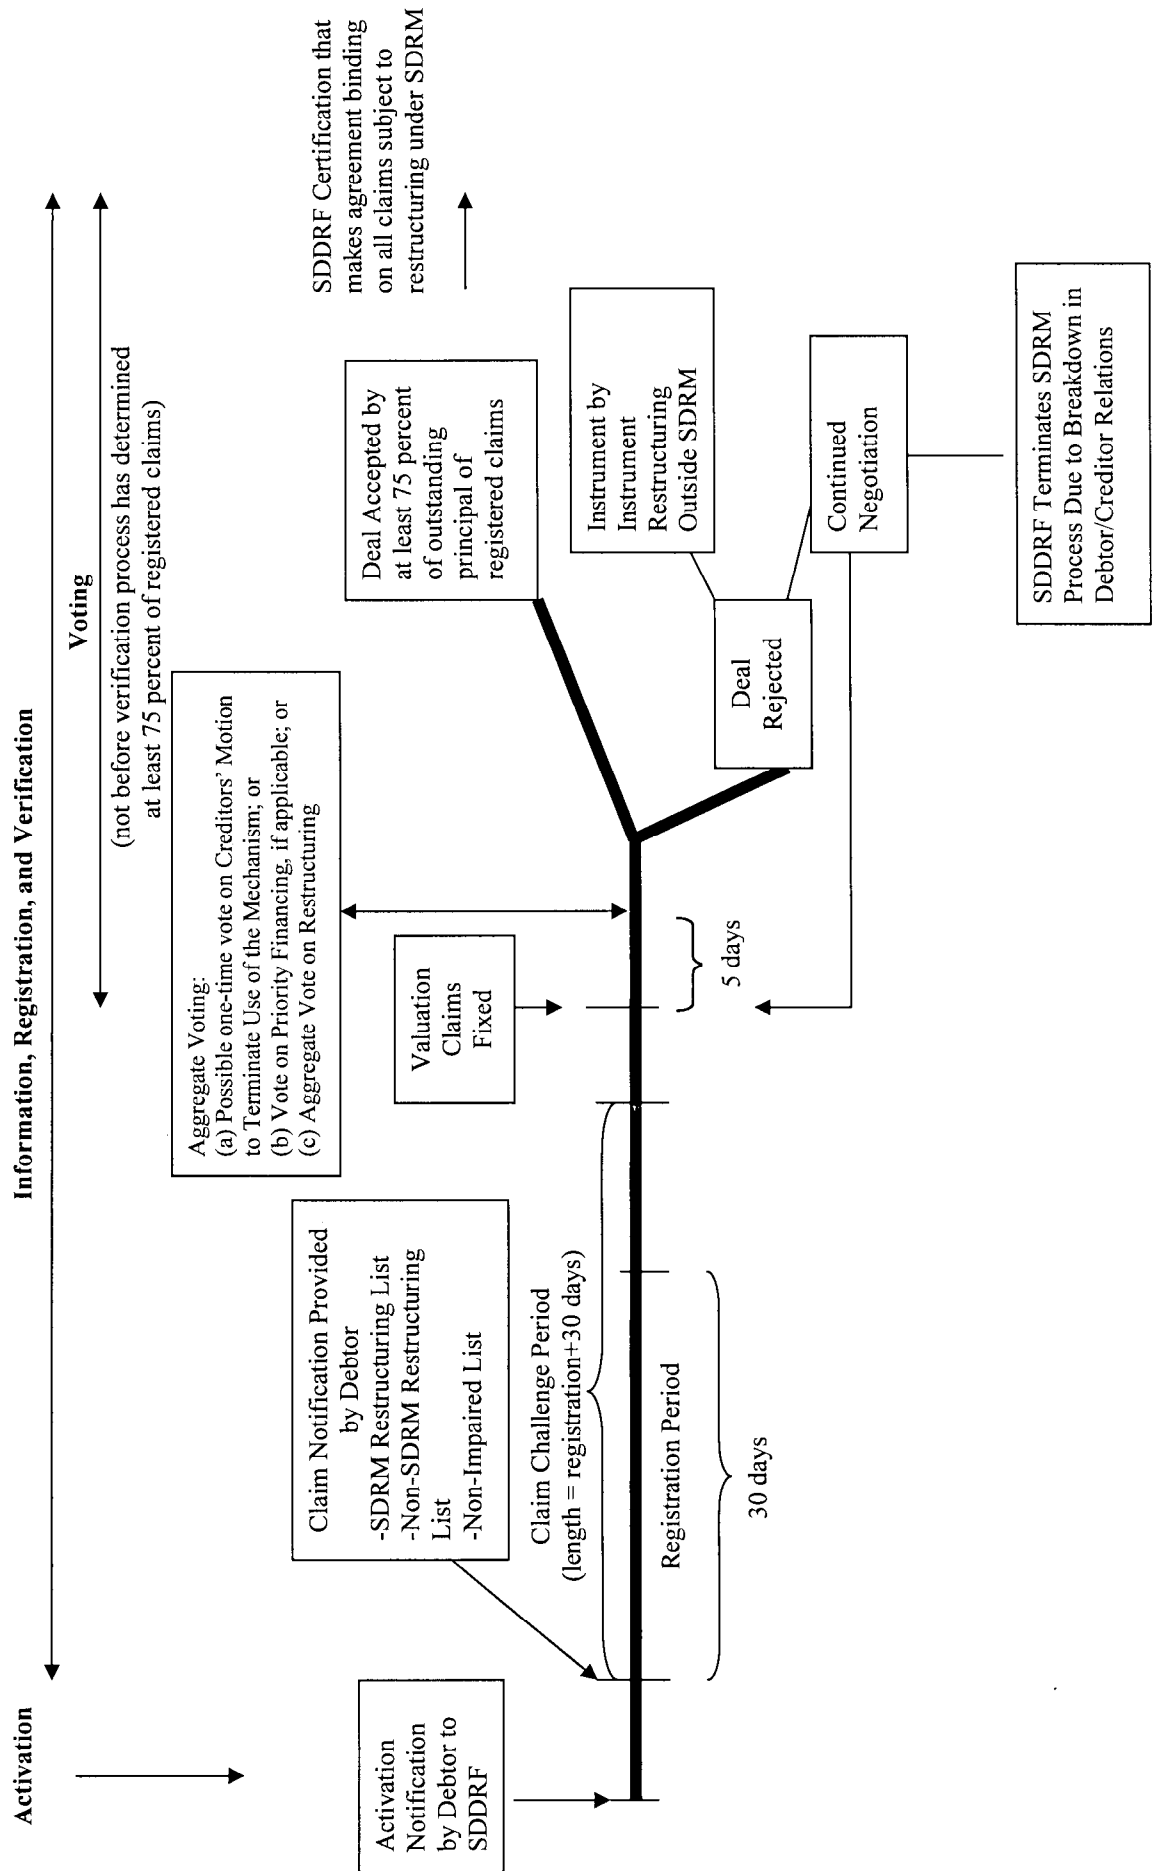 Information, Registration, and Verification
Activation
Voting
(not before verification process has determined
at least 75 percent of registered claims)
Aggregate Voting:
(a) Possible one-time vote on Creditors' Motion
to Terminate Use of the Mechanism; or
(b) Vote on Priority Financing, if applicable; or
(c) Aggregate Vote on Restructuring
SDDRF Certification that
makes agreement binding
on all claims subject to
restructuring under SDRM
Claim Notification Provided
by Debtor
-SDRM Restructuring List
-Non-SDRM Restructuring
List
-Non-Impaired List
Deal Accepted by
at least 75 percent
of outstanding
principal of
registered claims
Activation
Notification
by Debtor to
SDDRF
Valuation
Claims
Fixed
Claim Challenge Period
(length = registration+30 days)
Instrument by
Instrument
Restructuring
Outside SDRM
Registration Period
30 days
5 days
Deal
Rejected
Continued
Negotiation
SDDRF Terminates SDRM
Process Due to Breakdown in
Debtor/Creditor Relations